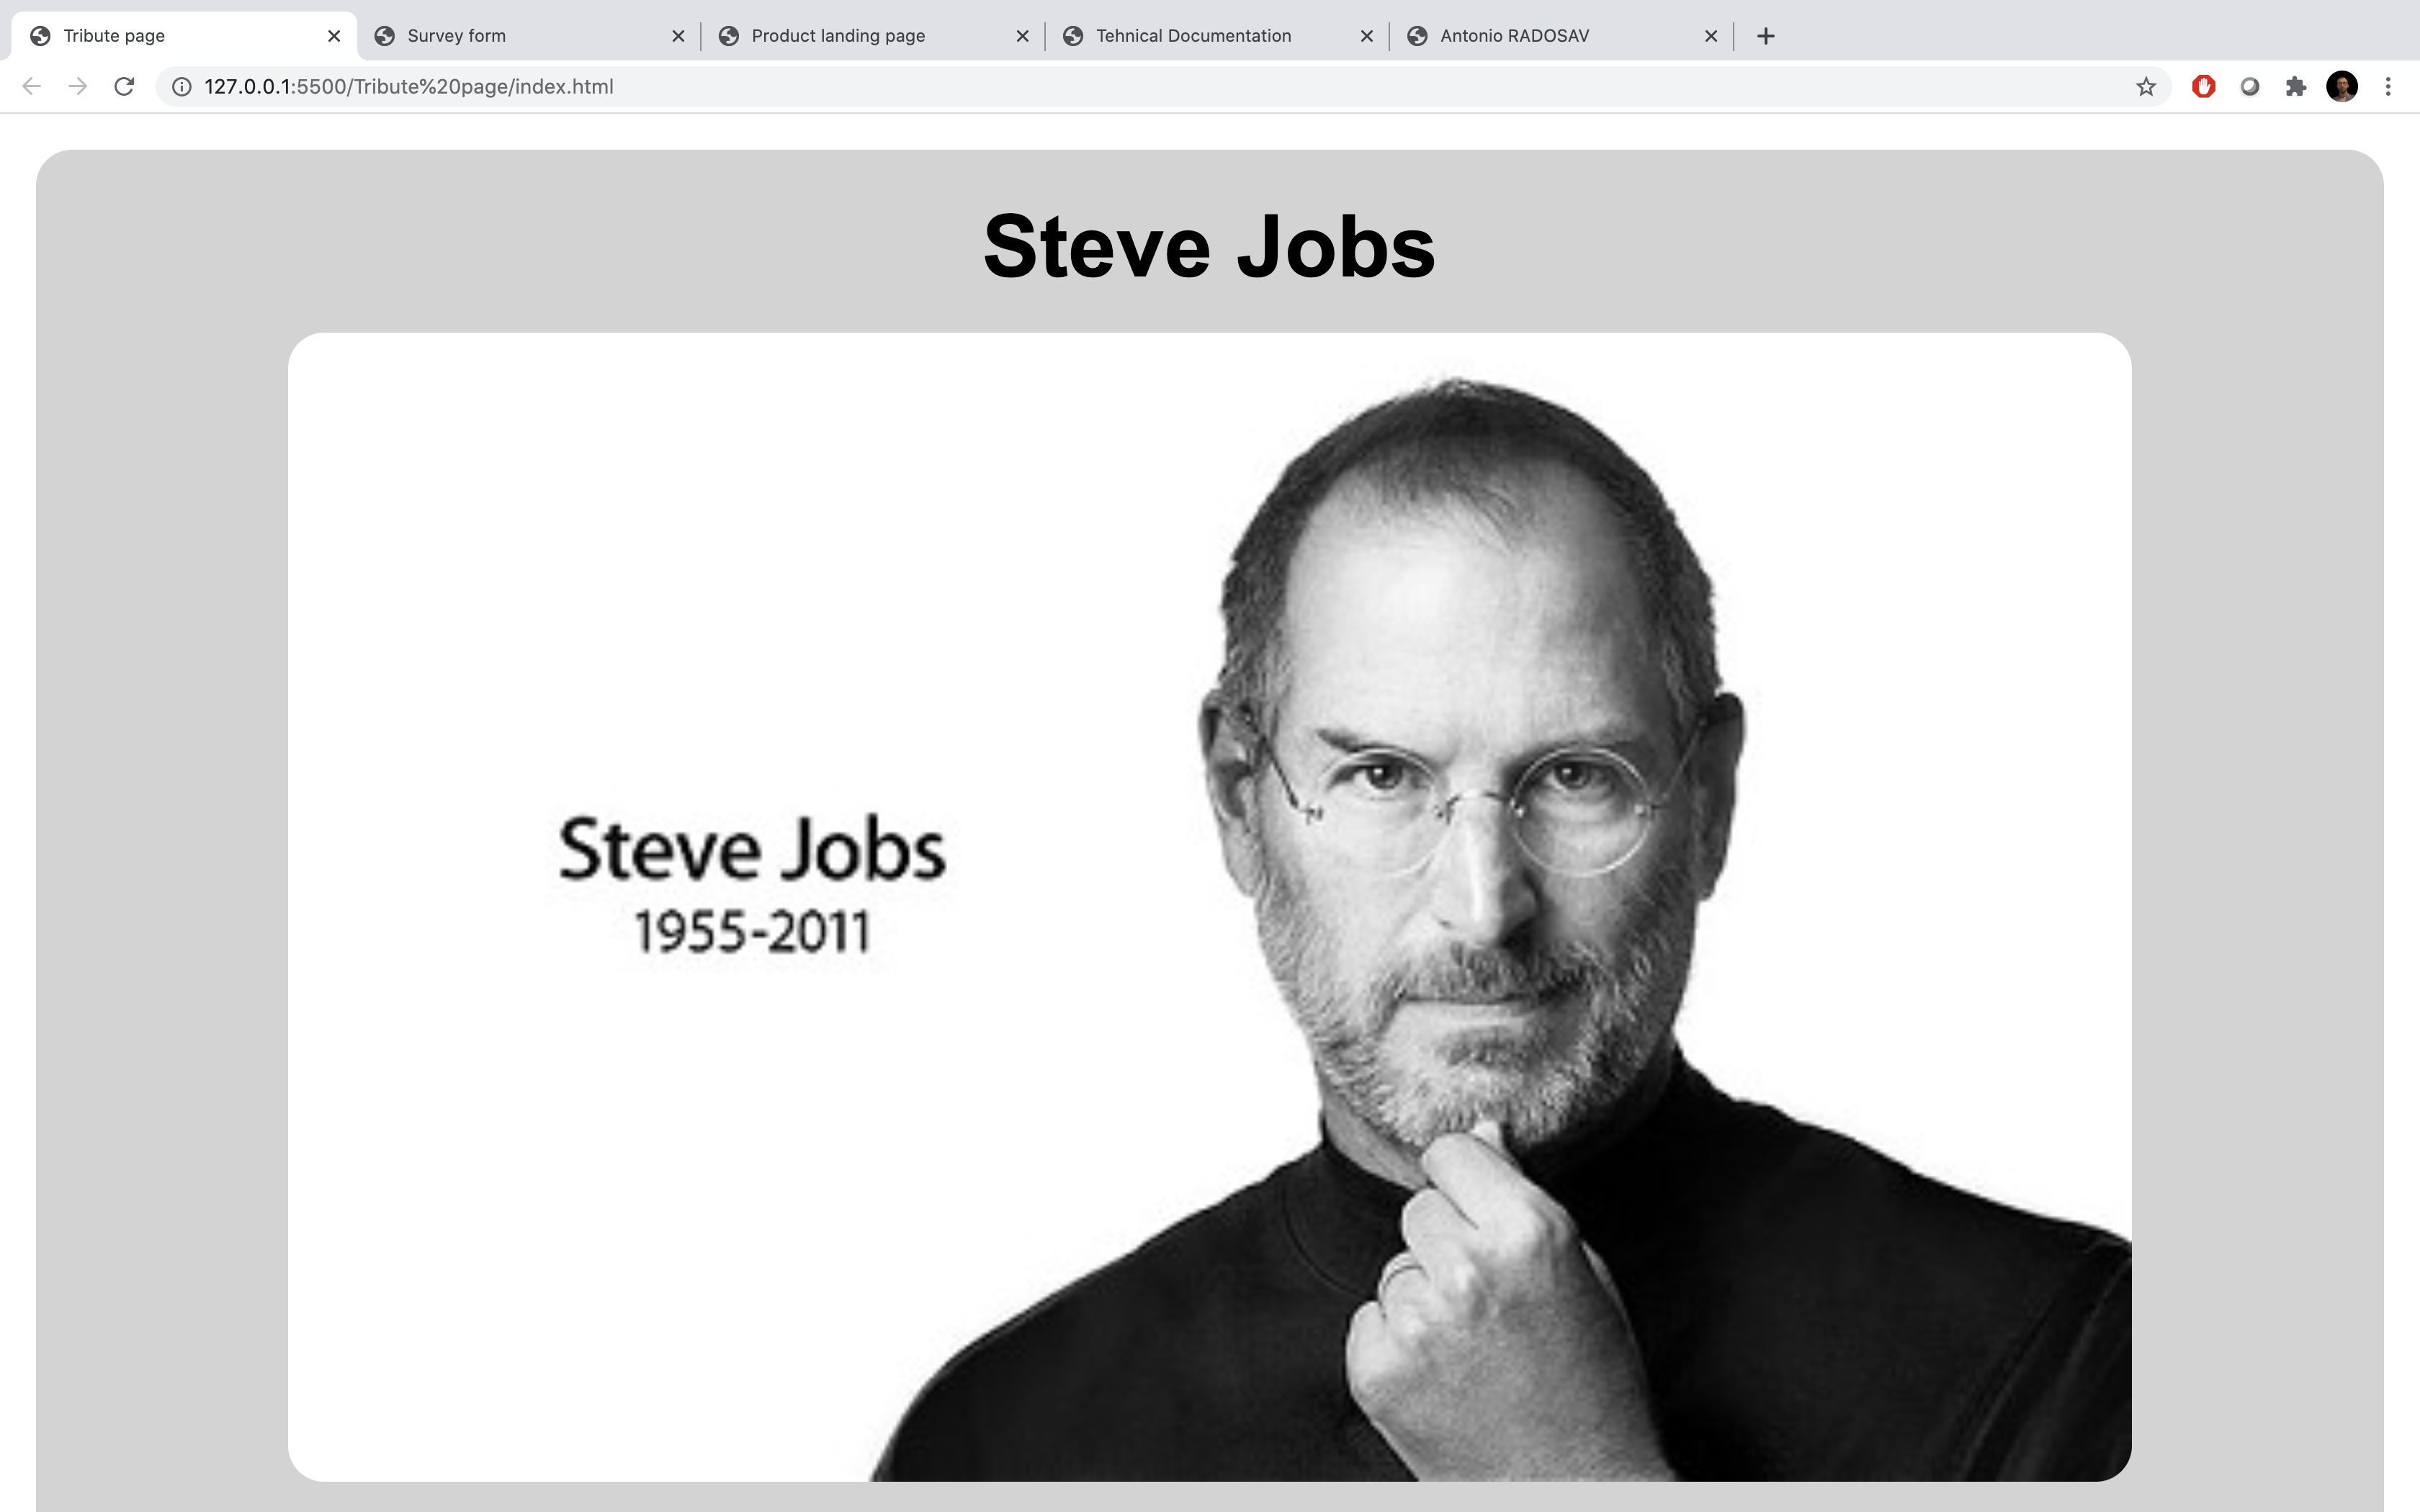 Tribute page
Survey form
Product landing page
Tehnical Documentation
Antonio RADOSAV
127.0.0.1:5500/Tribute%20page/index.html
Steve Jobs
Steve Jobs
1955-2011